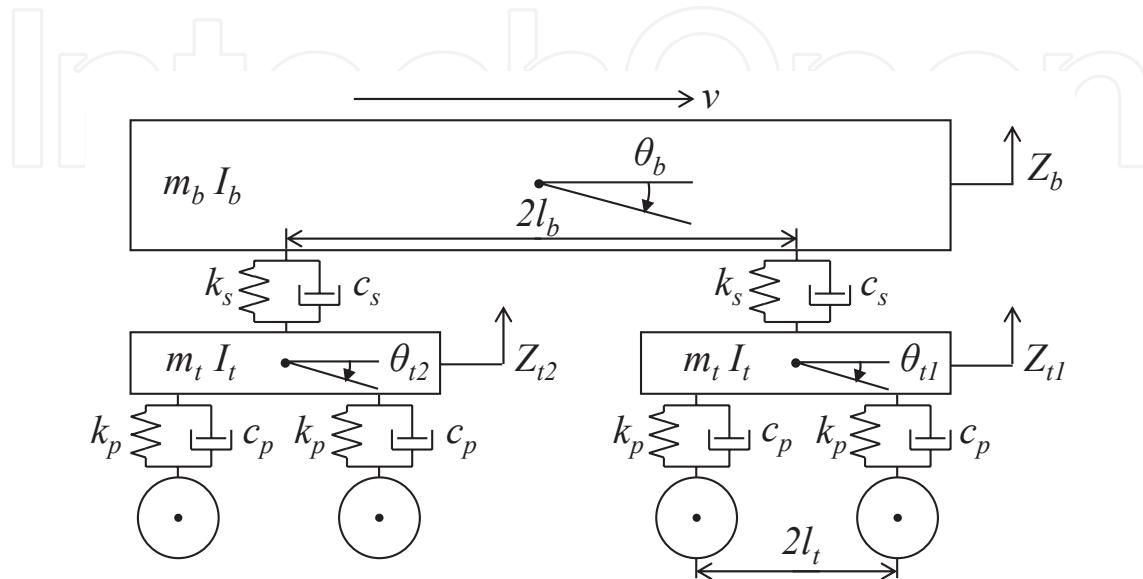 IntechOpen
v
θ_b
m_b I_b
Z_b
2l_b
k_s c_s k_s c_s
m_t I_t θ_t2 Z_t2 m_t I_t θ_t1 Z_t1
k_p c_p k_p c_p k_p c_p k_p c_p
2l_t